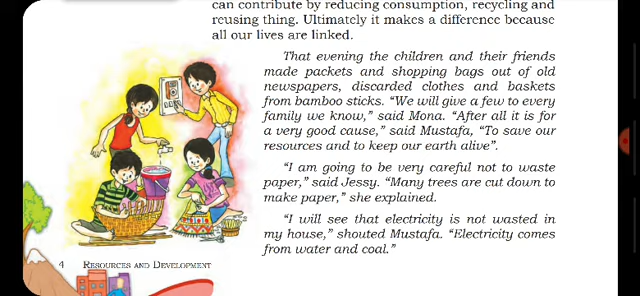 can contribute by reducing consumption, recycling and
reusing thing. Ultimately it makes a difference because
all our lives are linked.
That evening the children and their friends
made packets and shopping bags out of old
newspapers, discarded clothes and baskets
from bamboo sticks. “We will give a few to every
family we know,” said Mona. “After all it is for
a very good cause,” said Mustafa, “To save our
resources and to keep our earth alive”.
“I am going to be very careful not to waste
paper,” said Jessy. “Many trees are cut down to
make paper,” she explained.
“I will see that electricity is not wasted in
my house,” shouted Mustafa. “Electricity comes
from water and coal.”
4 Resources and Development